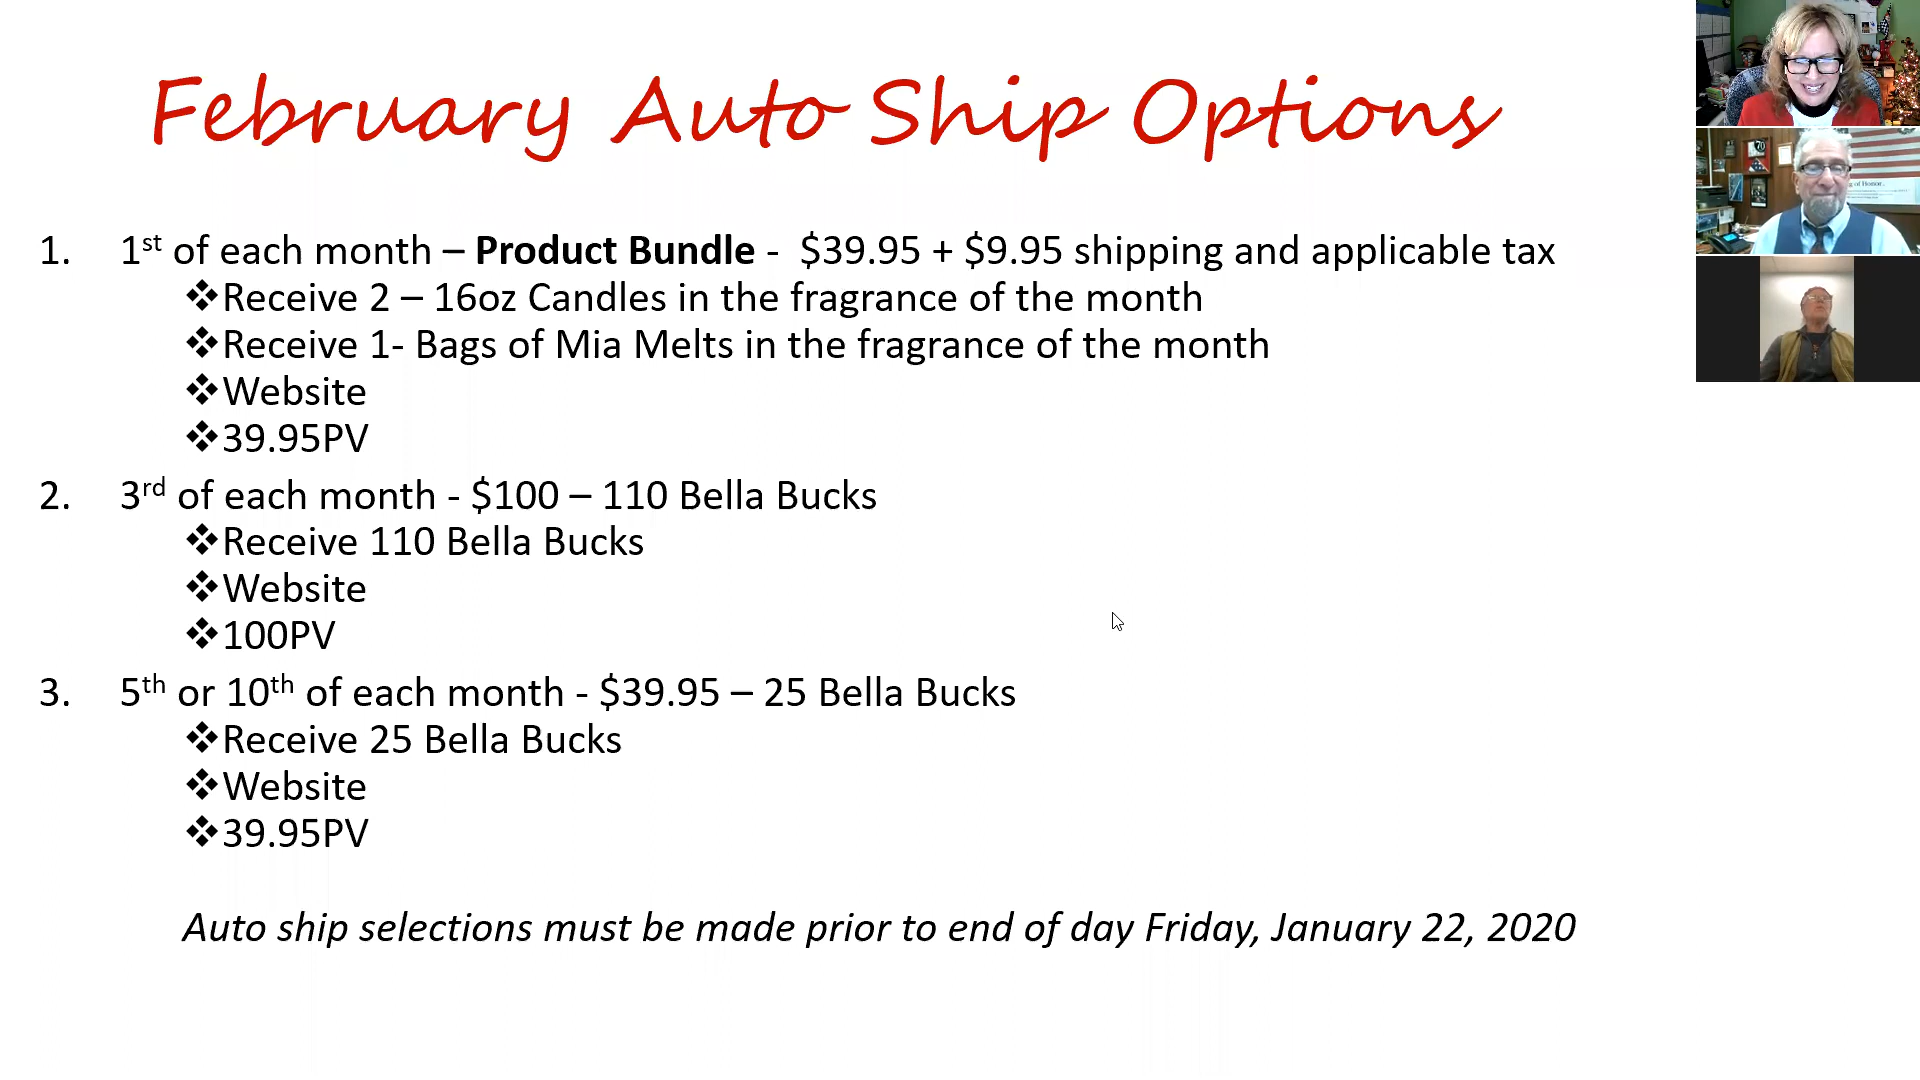 February Auto Ship Options
1. 1st of each month – Product Bundle - $39.95 + $9.95 shipping and applicable tax
❖Receive 2 – 16oz Candles in the fragrance of the month
❖Receive 1- Bags of Mia Melts in the fragrance of the month
❖Website
❖39.95PV
2. 3rd of each month - $100 – 110 Bella Bucks
❖Receive 110 Bella Bucks
❖Website
❖100PV
3. 5th or 10th of each month - $39.95 – 25 Bella Bucks
❖Receive 25 Bella Bucks
❖Website
❖39.95PV
Auto ship selections must be made prior to end of day Friday, January 22, 2020
of Honor